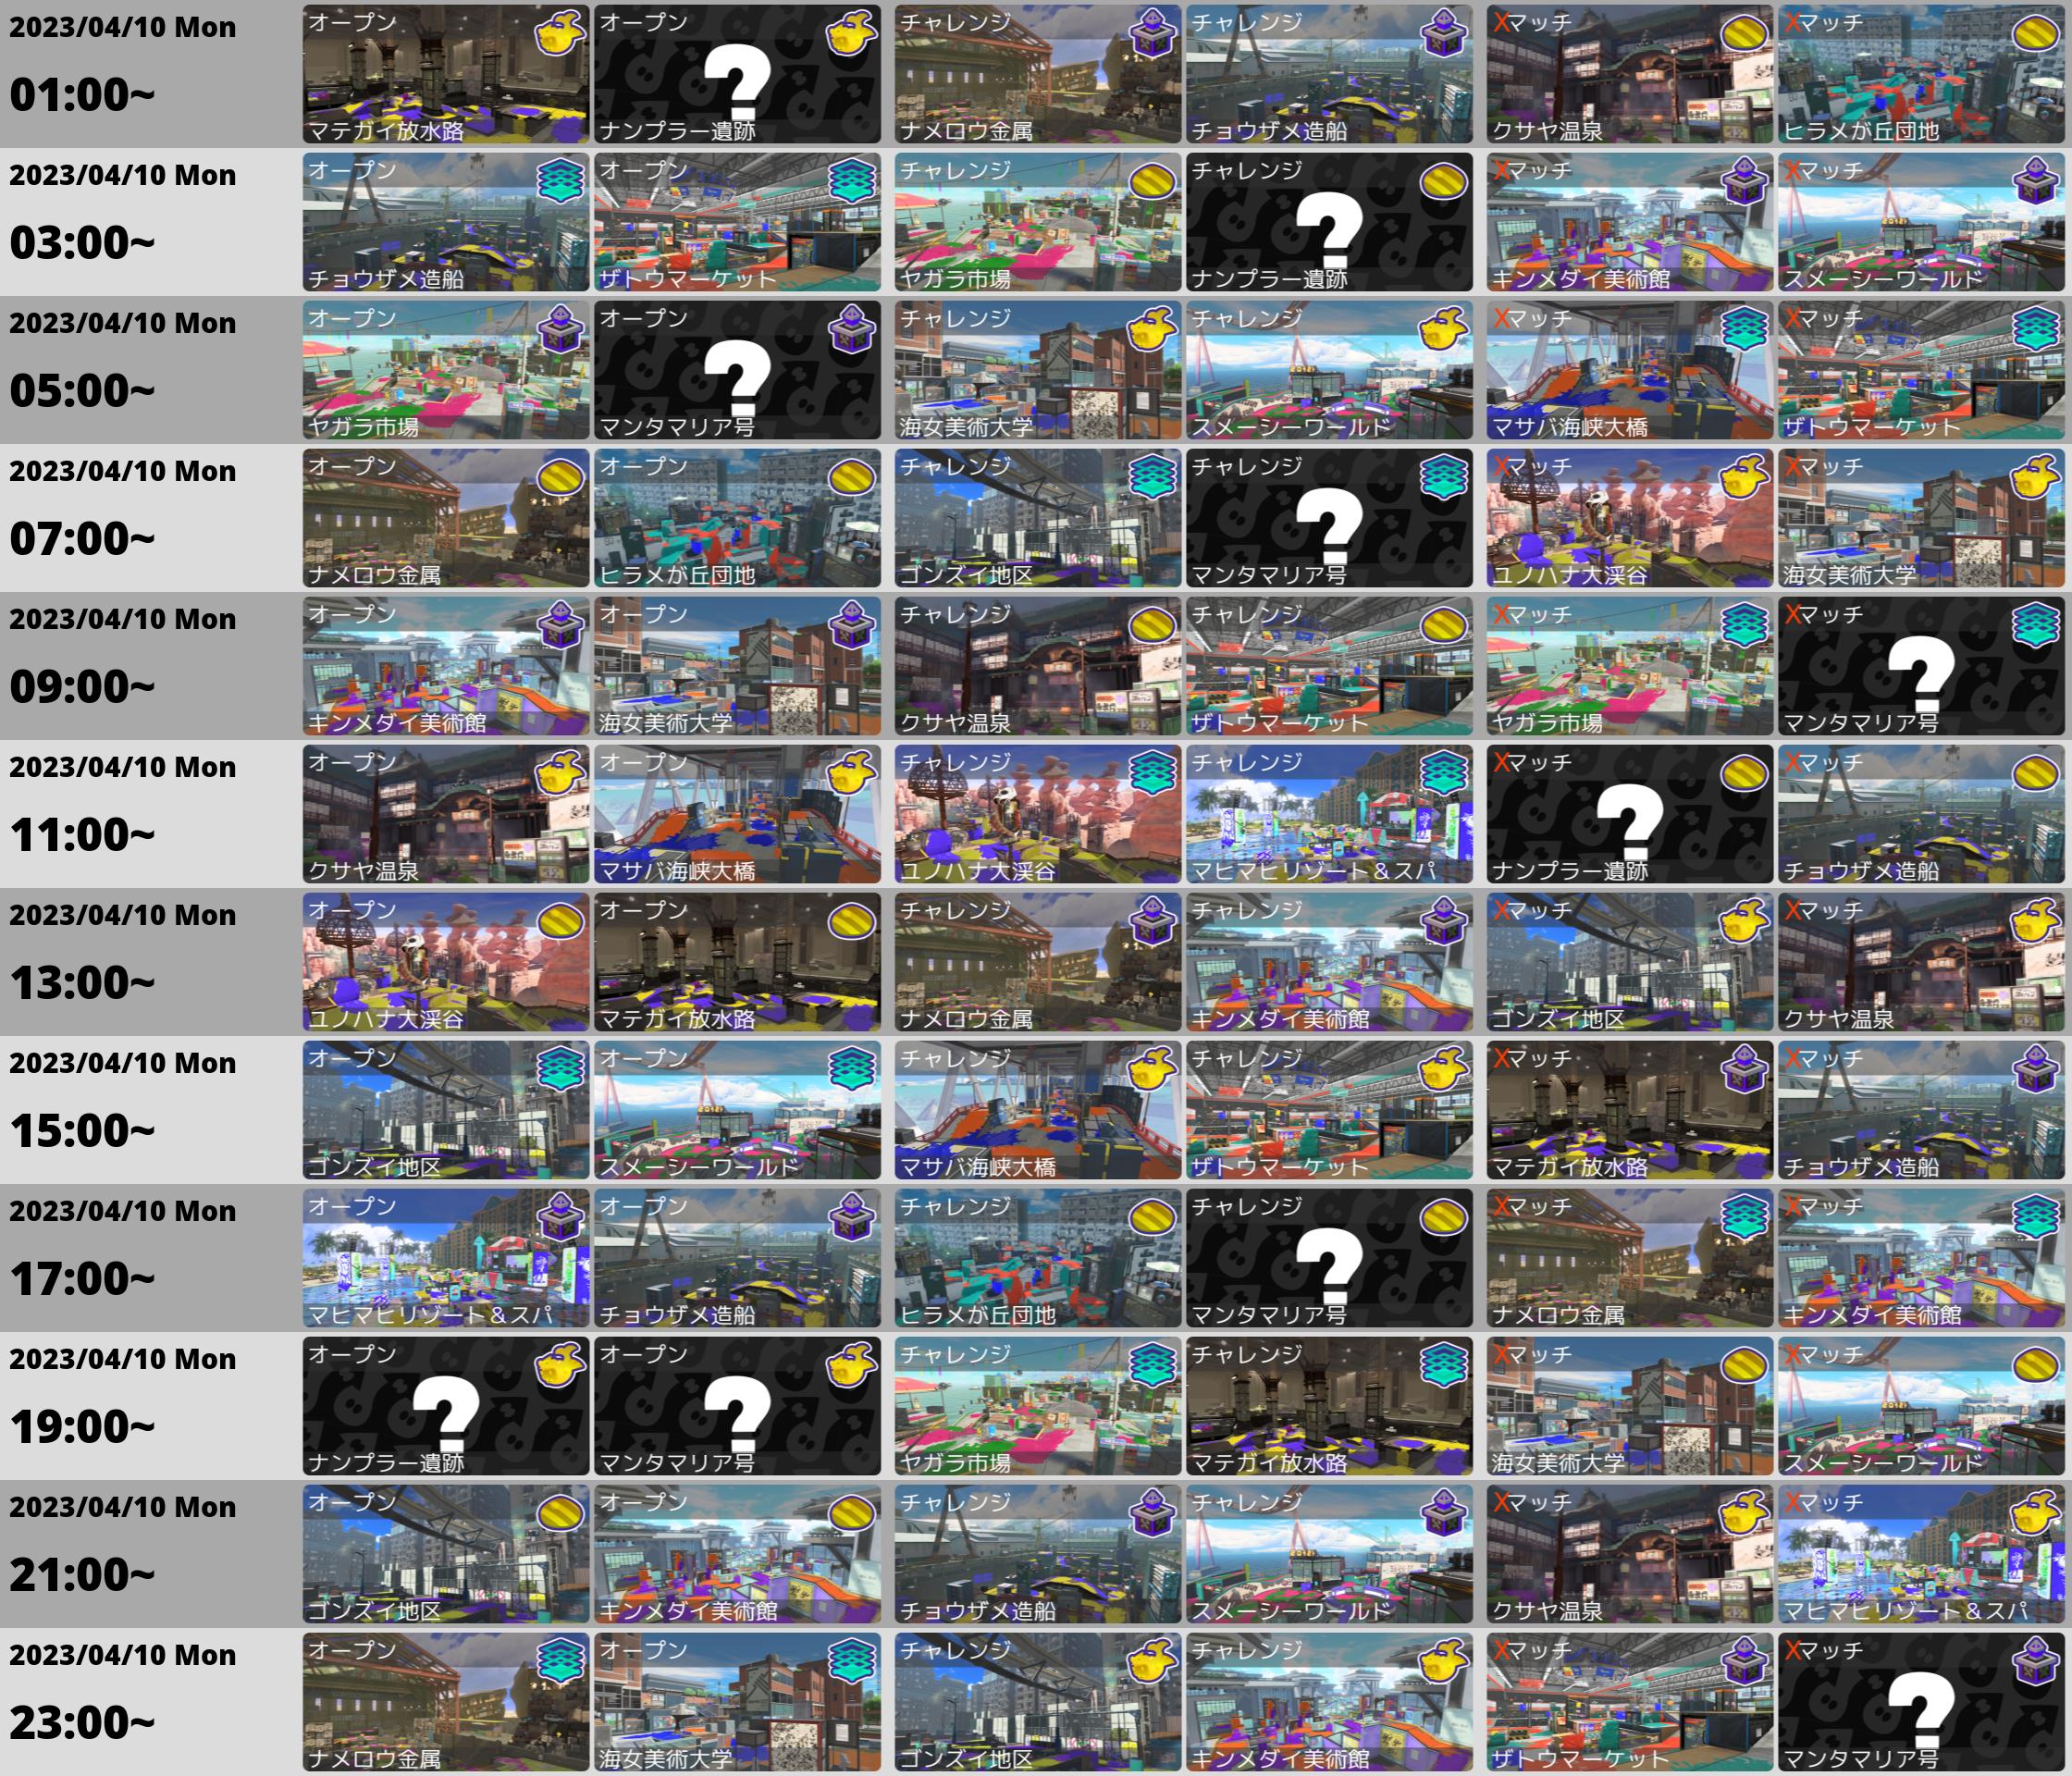 2023/04/10 Mon
01:00~
オープン オープン チャレンジ チャレンジ Xマッチ Xマッチ
マテガイ放水路 ナンプラー遺跡 ナメロウ金属 チョウザメ造船 クサヤ温泉 ヒラメが丘団地
2023/04/10 Mon
03:00~
オープン オープン チャレンジ チャレンジ Xマッチ Xマッチ
チョウザメ造船 ザトウマーケット ヤガラ市場 ナンプラー遺跡 キンメダイ美術館 スメーシーワールド
2023/04/10 Mon
05:00~
オープン オープン チャレンジ チャレンジ Xマッチ Xマッチ
ヤガラ市場 マンタマリア号 海女美術大学 スメーシーワールド マサバ海峡大橋 ザトウマーケット
2023/04/10 Mon
07:00~
オープン オープン チャレンジ チャレンジ Xマッチ Xマッチ
ナメロウ金属 ヒラメが丘団地 ゴンズイ地区 マンタマリア号 ユノハナ大渓谷 海女美術大学
2023/04/10 Mon
09:00~
オープン オープン チャレンジ チャレンジ Xマッチ Xマッチ
キンメダイ美術館 海女美術大学 クサヤ温泉 ザトウマーケット ヤガラ市場 マンタマリア号
2023/04/10 Mon
11:00~
オープン オープン チャレンジ チャレンジ Xマッチ Xマッチ
クサヤ温泉 マサバ海峡大橋 ユノハナ大渓谷 マヒマヒリゾート&スパ ナンプラー遺跡 チョウザメ造船
2023/04/10 Mon
13:00~
オープン オープン チャレンジ チャレンジ Xマッチ Xマッチ
ユノハナ大渓谷 マテガイ放水路 ナメロウ金属 キンメダイ美術館 ゴンズイ地区 クサヤ温泉
2023/04/10 Mon
15:00~
オープン オープン チャレンジ チャレンジ Xマッチ Xマッチ
ゴンズイ地区 スメーシーワールド マサバ海峡大橋 ザトウマーケット マテガイ放水路 チョウザメ造船
2023/04/10 Mon
17:00~
オープン オープン チャレンジ チャレンジ Xマッチ Xマッチ
マヒマヒリゾート&スパ チョウザメ造船 ヒラメが丘団地 マンタマリア号 ナメロウ金属 キンメダイ美術館
2023/04/10 Mon
19:00~
オープン オープン チャレンジ チャレンジ Xマッチ Xマッチ
ナンプラー遺跡 マンタマリア号 ヤガラ市場 マテガイ放水路 海女美術大学 スメーシーワールド
2023/04/10 Mon
21:00~
オープン オープン チャレンジ チャレンジ Xマッチ Xマッチ
ゴンズイ地区 キンメダイ美術館 チョウザメ造船 スメーシーワールド クサヤ温泉 マヒマヒリゾート&スパ
2023/04/10 Mon
23:00~
オープン オープン チャレンジ チャレンジ Xマッチ Xマッチ
ナメロウ金属 海女美術大学 ゴンズイ地区 キンメダイ美術館 ザトウマーケット マンタマリア号